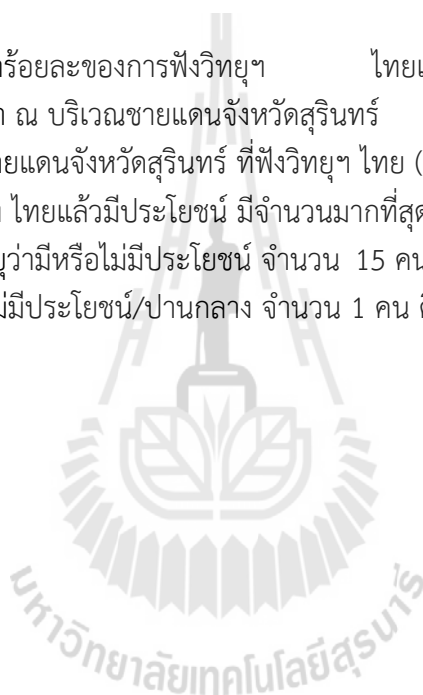 ร้อยละของการฟังวิทยุฯ ไทย
ณ บริเวณชายแดนจังหวัดสุรินทร์
ยแดนจังหวัดสุรินทร์ ที่ฟังวิทยุฯ ไทย (
ไทยแล้วมีประโยชน์ มีจำนวนมากที่สุด
ว่ามีหรือไม่มีประโยชน์ จำนวน 15 คน
ม่มีประโยชน์/ปานกลาง จำนวน 1 คน
มหาวิทยาลัยเทคโนโลยีสุรนารี